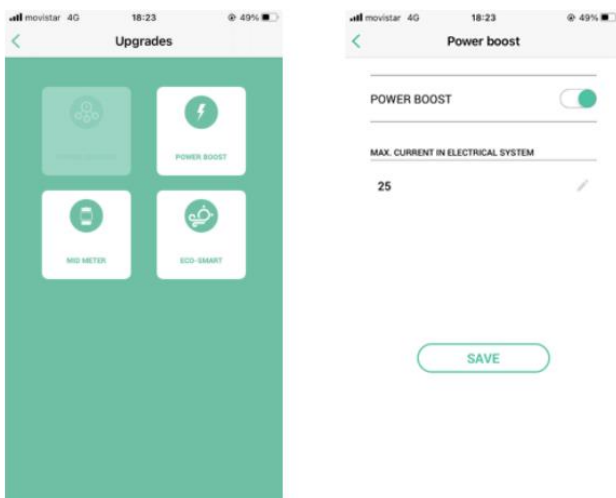 movistar 4G 18:23 49%
Upgrades
POWER BOOST
MID METER
ECO-SMART
movistar 4G 18:23 49%
Power boost
POWER BOOST
MAX. CURRENT IN ELECTRICAL SYSTEM
25
SAVE